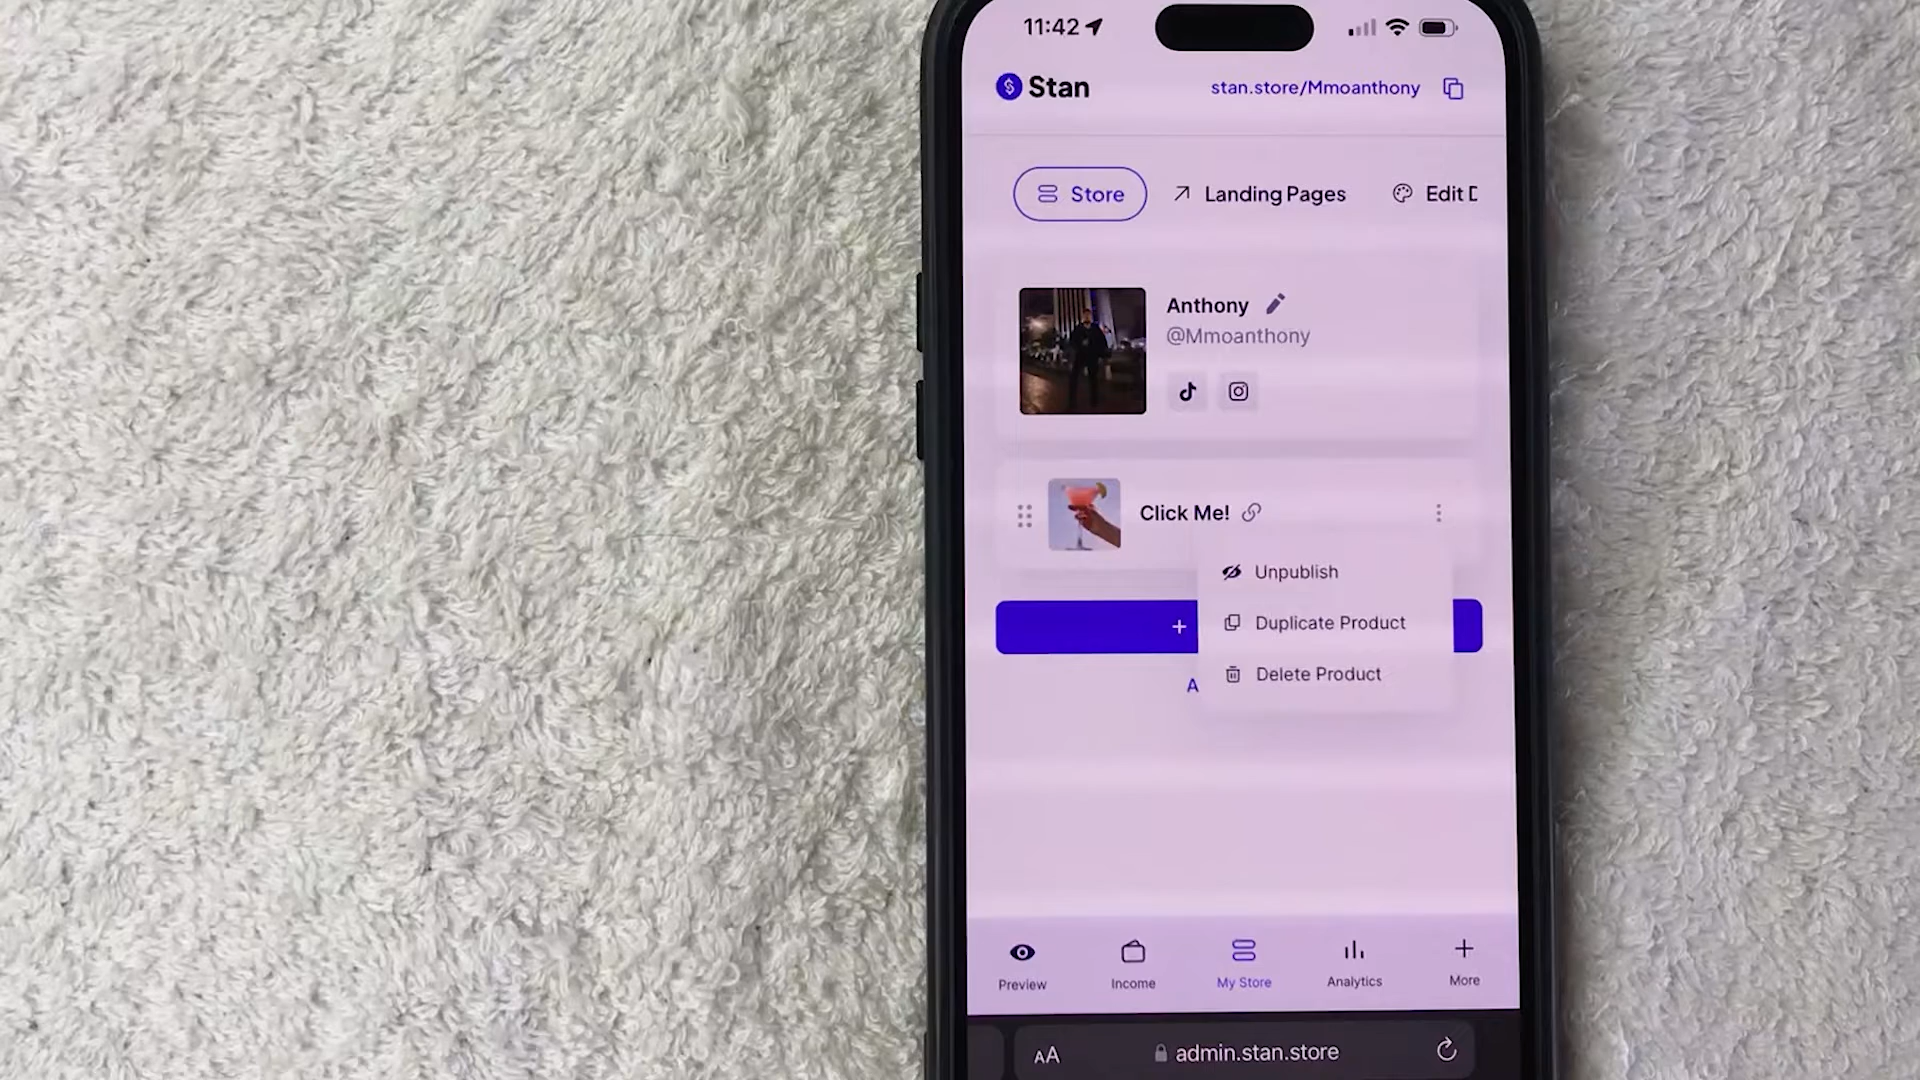 11:42
Stan
stan.store/Mmoanthony
Store
Landing Pages
Edit D
Anthony
@Mmoanthony
Click Me!
Unpublish
+
Duplicate Product
Delete Product
A
Preview
Income
My Store
Analytics
More
AA
admin.stan.store